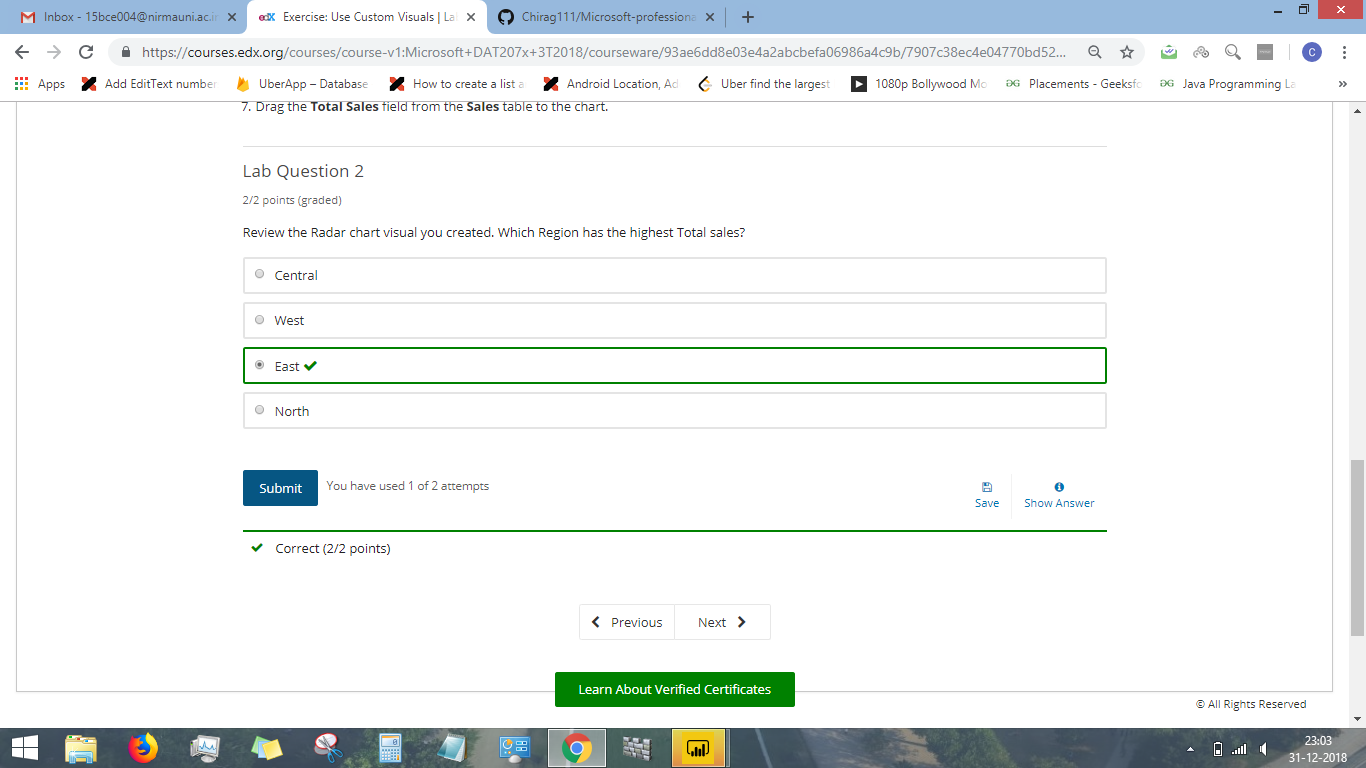 Inbox - 15bce004@nirmauni.ac.in
edX Exercise: Use Custom Visuals | La
Chirag111/Microsoft-professiona
https://courses.edx.org/courses/course-v1:Microsoft+DAT207x+3T2018/courseware/93ae6dd8e03e4a2abcbefa06986a4c9b/7907c38ec4e04770bd52...
C
Apps
Add EditText number
UberApp – Database
How to create a list a
Android Location, Ad
Uber find the largest
1080p Bollywood Mo
Placements - Geeksfo
Java Programming La
7. Drag the Total Sales field from the Sales table to the chart.
Lab Question 2
2/2 points (graded)
Review the Radar chart visual you created. Which Region has the highest Total sales?
Central
West
East
North
Submit
You have used 1 of 2 attempts
Save
Show Answer
Correct (2/2 points)
Previous
Next
Learn About Verified Certificates
© All Rights Reserved
23:03
31-12-2018